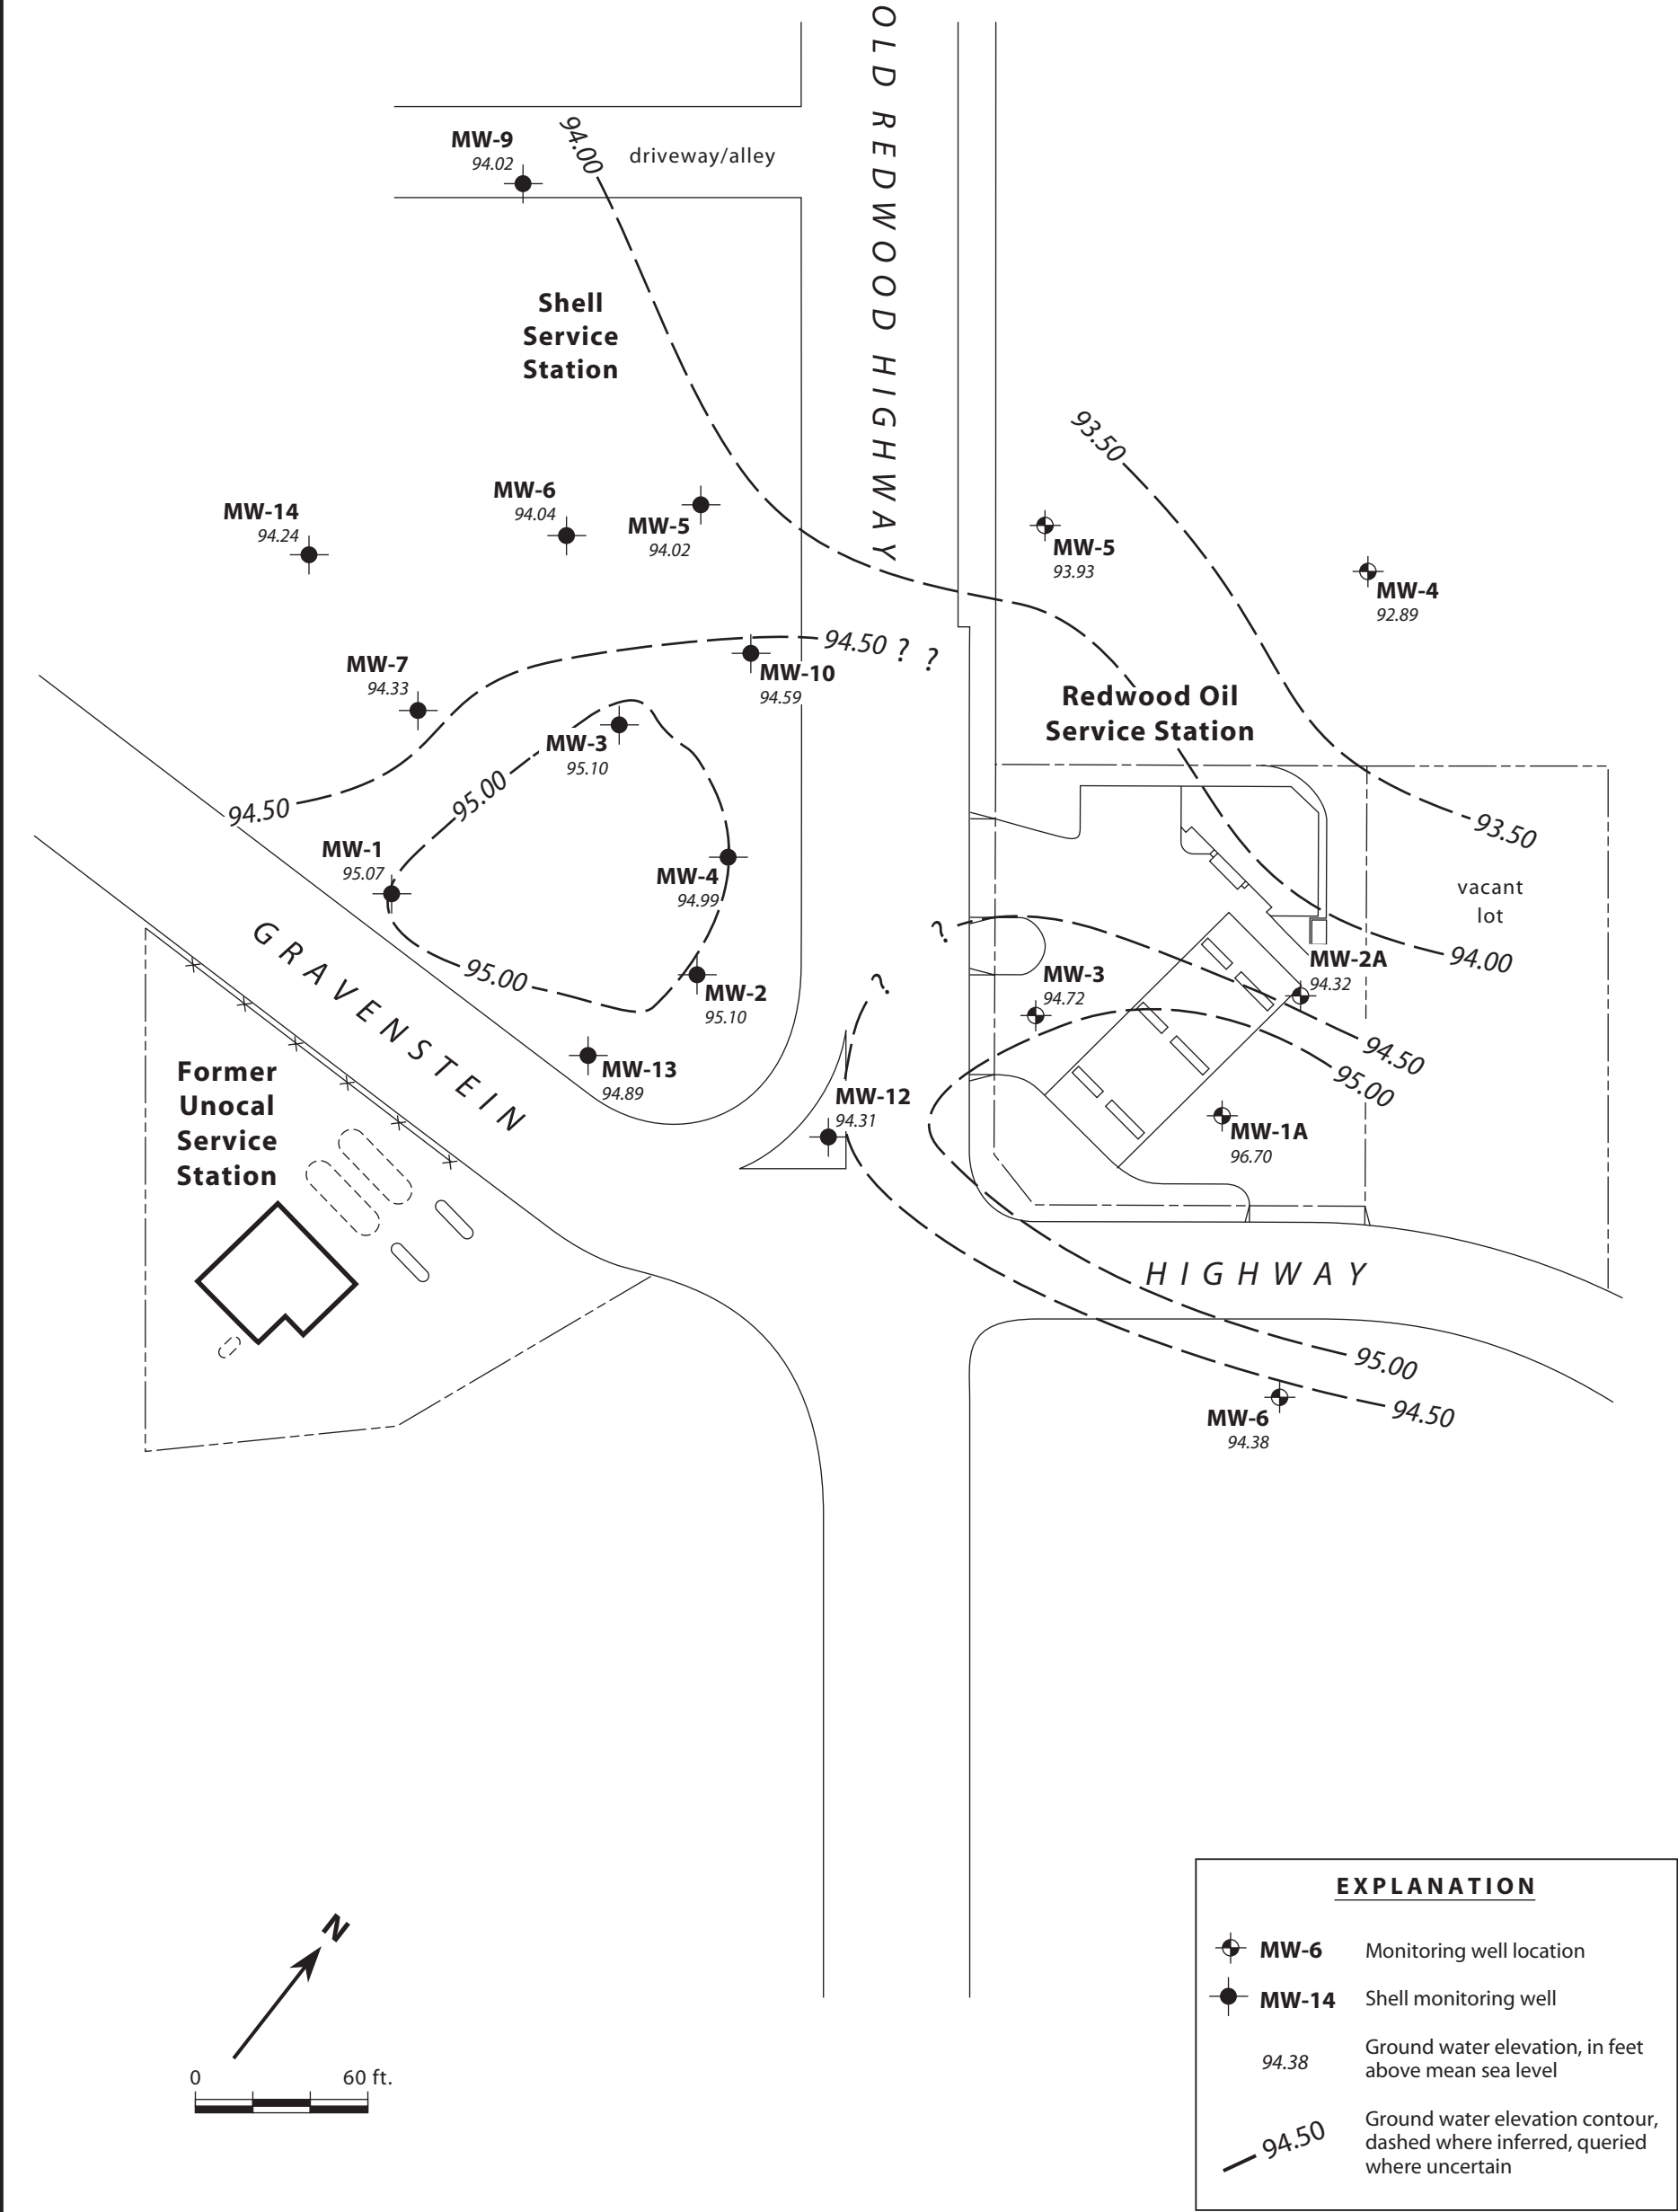 OLD REDWOOD HIGHWAY
MW-9
94.02
94.00
driveway/alley
Shell
Service
Station
93.50
MW-14
94.24
MW-6
94.04
MW-5
94.02
MW-5
93.93
MW-4
92.89
94.50 ? ?
MW-7
94.33
MW-10
94.59
Redwood Oil
Service Station
MW-3
95.10
95.00
94.50
93.50
MW-1
95.07
MW-4
94.99
vacant
lot
GRAVENSTEIN
?
94.00
MW-2A
94.32
95.00
?
MW-3
94.72
MW-2
95.10
94.50
95.00
MW-13
94.89
MW-12
94.31
Former
Unocal
Service
Station
MW-1A
96.70
HIGHWAY
95.00
94.50
MW-6
94.38
N
0 60 ft.
EXPLANATION
MW-6 Monitoring well location
MW-14 Shell monitoring well
94.38 Ground water elevation, in feet
above mean sea level
94.50 Ground water elevation contour,
dashed where inferred, queried
where uncertain